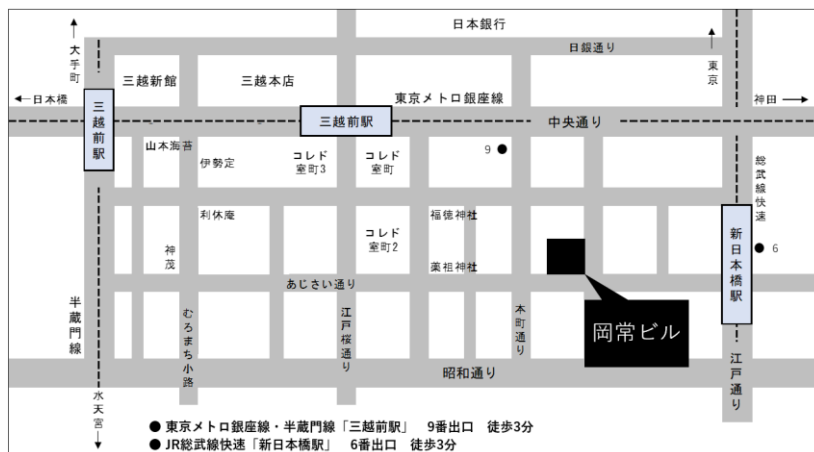 日本銀行
日銀通り
大手町
東京
三越新館
三越本店
東京メトロ銀座線
←日本橋
神田→
三越前駅
三越前駅
中央通り
山本海苔
伊勢定
コレド
室町3
コレド
室町
9
総武線快速
利休庵
福徳神社
神茂
コレド
室町2
薬祖神社
新日本橋駅
6
あじさい通り
半蔵門線
むろまち小路
江戸桜通り
本町通り
岡常ビル
昭和通り
江戸通り
水天宮
● 東京メトロ銀座線・半蔵門線「三越前駅」 9番出口 徒歩3分
● JR総武線快速「新日本橋駅」 6番出口 徒歩3分